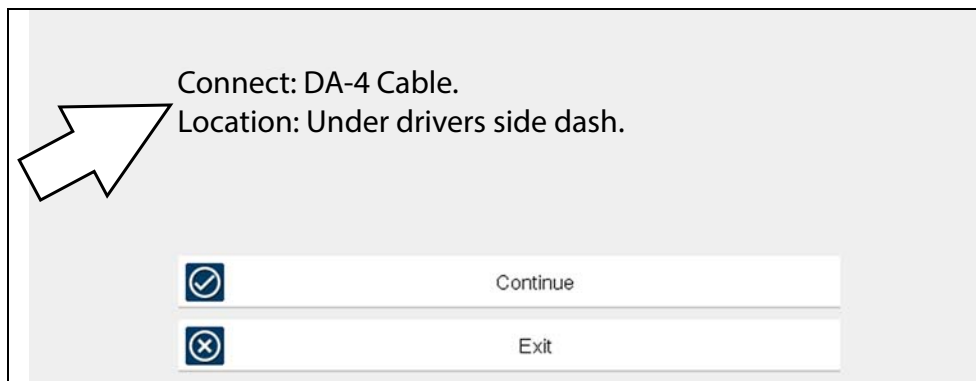 Connect: DA-4 Cable.
Location: Under drivers side dash.
Continue
Exit